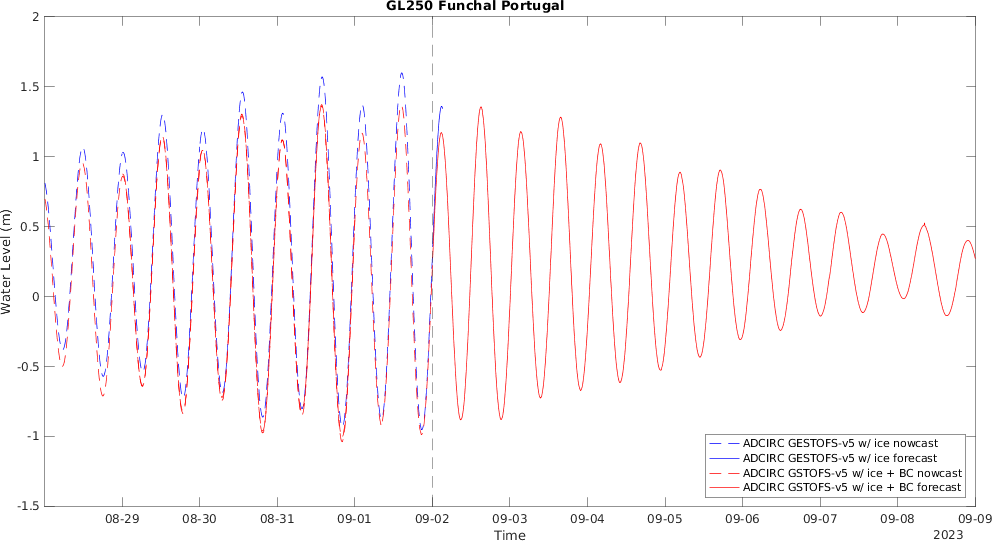 GL250 Funchal Portugal
2
1.5
1
0.5
0
-0.5
-1
-1.5
Water Level (m)
ADCIRC GESTOFS-v5 w/ ice nowcast
ADCIRC GESTOFS-v5 w/ ice forecast
ADCIRC GSTOFS-v5 w/ ice + BC nowcast
ADCIRC GSTOFS-v5 w/ ice + BC forecast
08-29 08-30 08-31 09-01 09-02 09-03 09-04 09-05 09-06 09-07 09-08 09-09
Time
2023